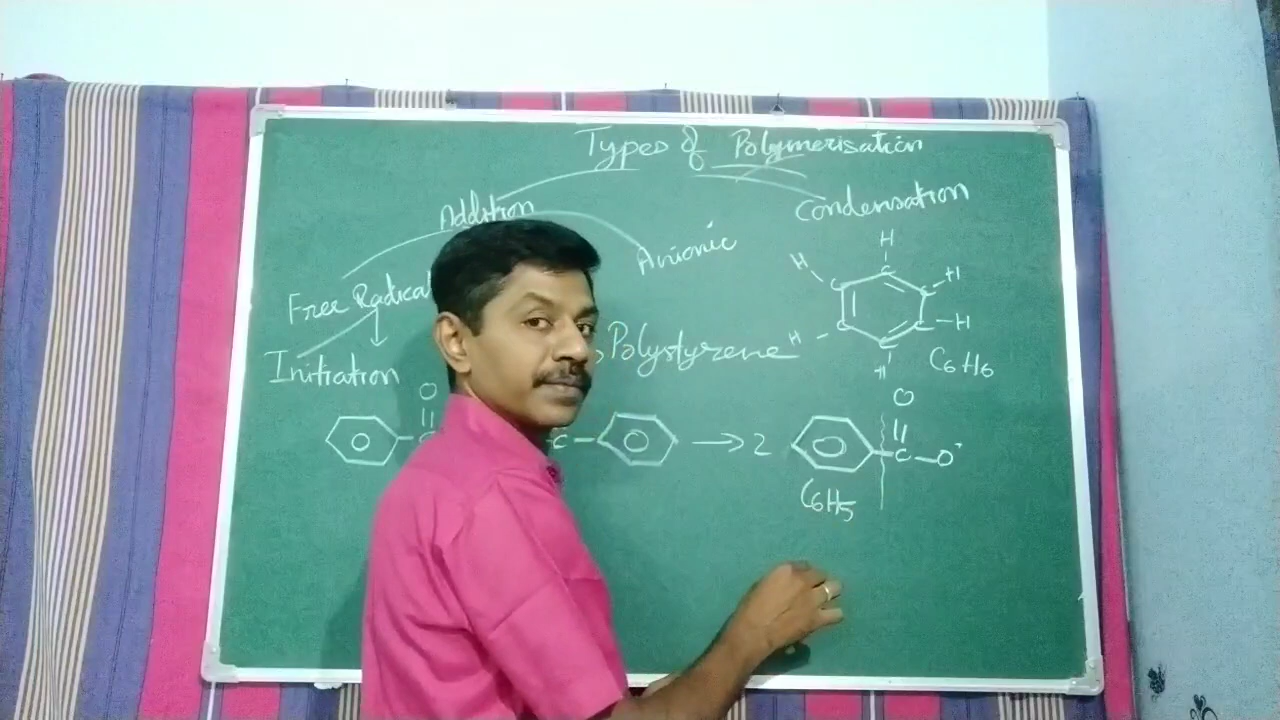 Types of Polymerisation
Addition
Condensation
Free Radical
Anionic
Initiation
Polystyrene
H
H
H
H
H
H
C
C
C
C
C
C
C6H6
O
C
C
→ 2
O
C – O·
C6H5